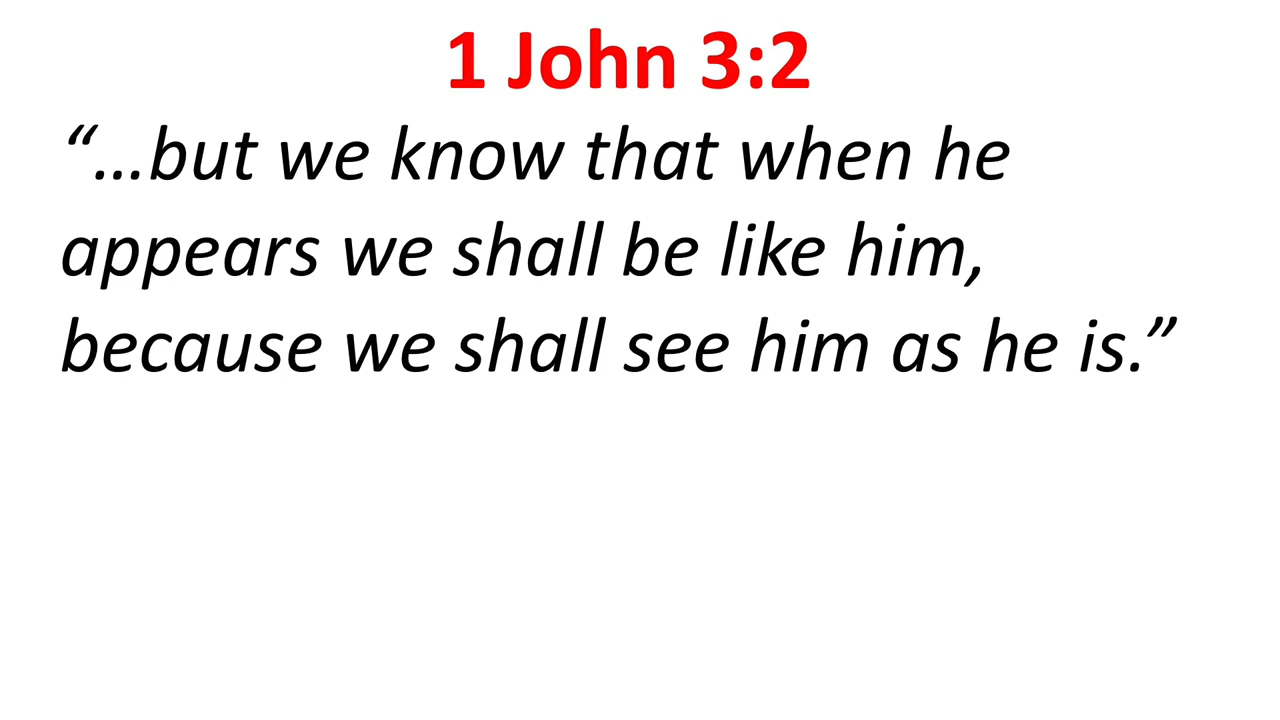 1 John 3:2
“…but we know that when he
appears we shall be like him,
because we shall see him as he is.”